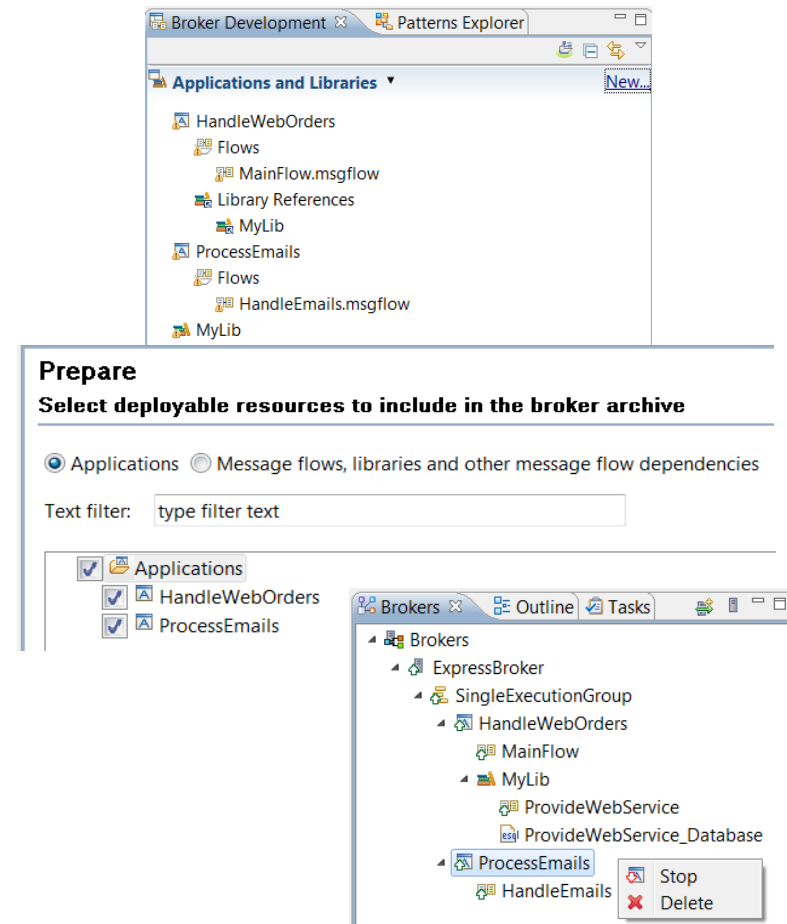 Broker Development Patterns Explorer
Applications and Libraries New...
HandleWebOrders
Flows
MainFlow.msgflow
Library References
MyLib
ProcessEmails
Flows
HandleEmails.msgflow
MyLib
Prepare
Select deployable resources to include in the broker archive
Applications Message flows, libraries and other message flow dependencies
Text filter: type filter text
Applications
HandleWebOrders
ProcessEmails
Brokers Outline Tasks
Brokers
ExpressBroker
SingleExecutionGroup
HandleWebOrders
MainFlow
MyLib
ProvideWebService
esql ProvideWebService_Database
ProcessEmails
Stop
HandleEmails
Delete